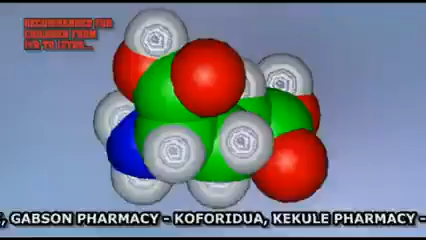 RECOMMENDED FOR
CHILDREN FROM
GABSON PHARMACY - KOFORIDUA, KEKULE PHARMACY -